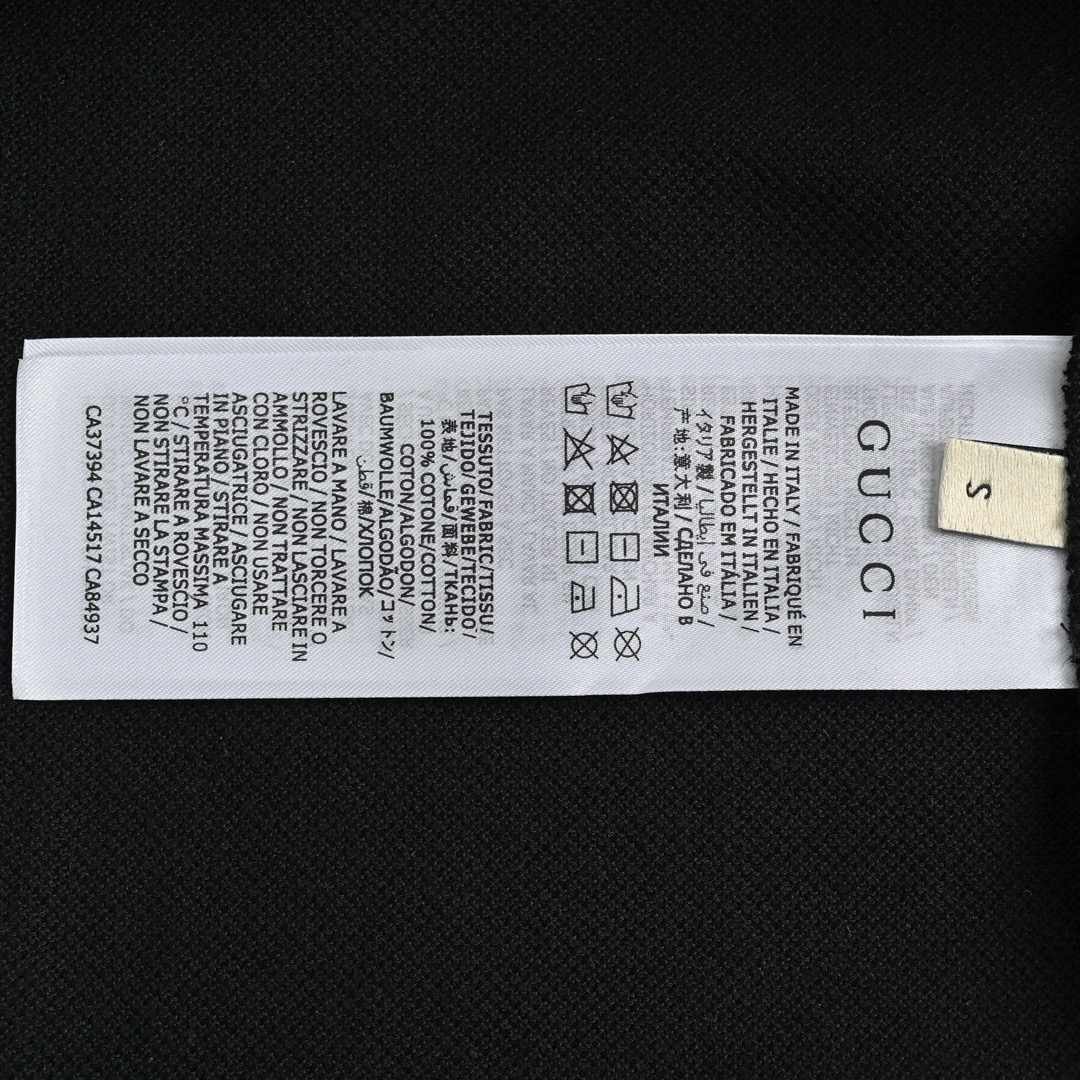 S
GUCCI
MADE IN ITALY / FABRIQUÉ EN
ITALIE / HECHO EN ITALIA /
HERGESTELLT IN ITALIEN /
FABRICADO EM ITÁLIA /
イタリア製 / صنع في إيطاليا /
产地:意大利 / СДЕЛАНО В
ИТАЛИИ
TESSUTO/FABRIC/TISSU/
TEJIDO/ GEWEBE/TECIDO/
表地/قماش/面料/ТКАНЬ:
100% COTONE/COTTON/
COTON/ALGODON/
BAUMWOLLE/ALGODÃO/コットン/
قطن/棉/ХЛОПОК
LAVARE A MANO / LAVARE A
ROVESCIO / NON TORCERE O
STRIZZARE / NON LASCIARE IN
AMMOLLO / NON TRATTARE
CON CLORO / NON USARE
ASCIUGATRICE / ASCIUGARE
IN PIANO / STIRARE A
TEMPERATURA MASSIMA 110
°C / STIRARE A ROVESCIO /
NON STIRARE LA STAMPA /
NON LAVARE A SECCO
CA37394 CA14517 CA84937